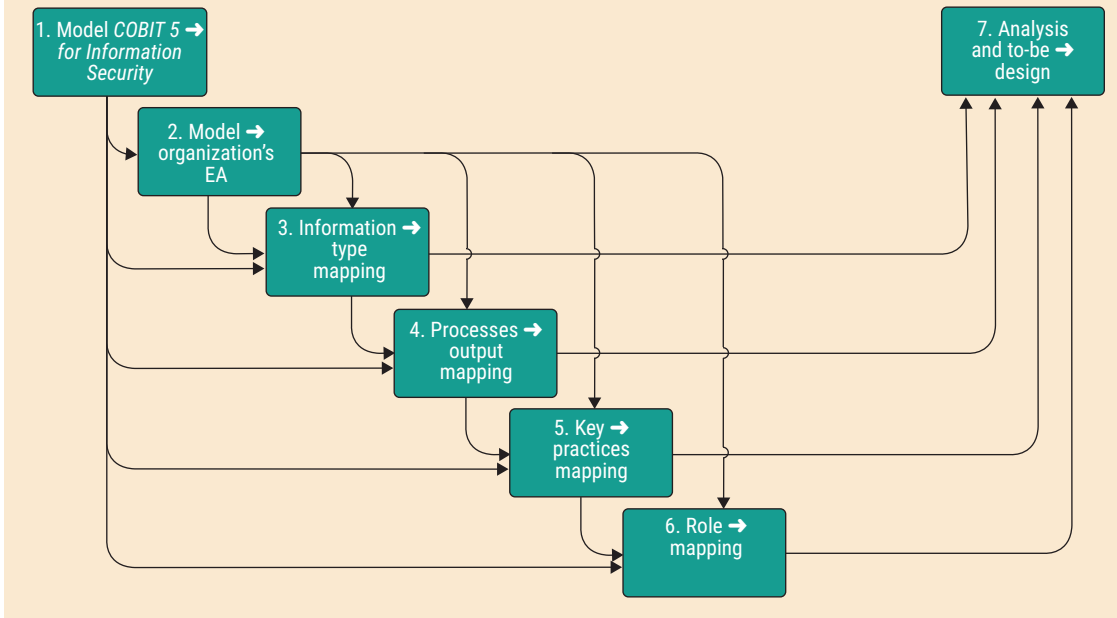 1. Model COBIT 5 ➜
for Information
Security
7. Analysis
and to-be ➜
design
2. Model ➜
organization's
EA
3. Information ➜
type
mapping
4. Processes ➜
output
mapping
5. Key ➜
practices
mapping
6. Role ➜
mapping